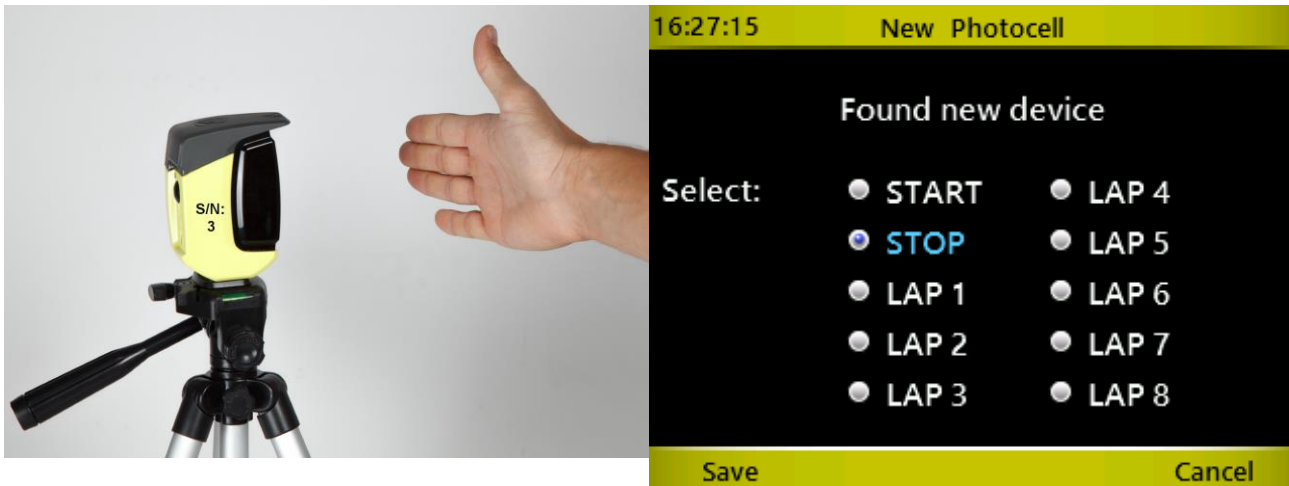 S/N:
3
16:27:15 New Photocell
Found new device
Select:
START
STOP
LAP 1
LAP 2
LAP 3
LAP 4
LAP 5
LAP 6
LAP 7
LAP 8
Save Cancel